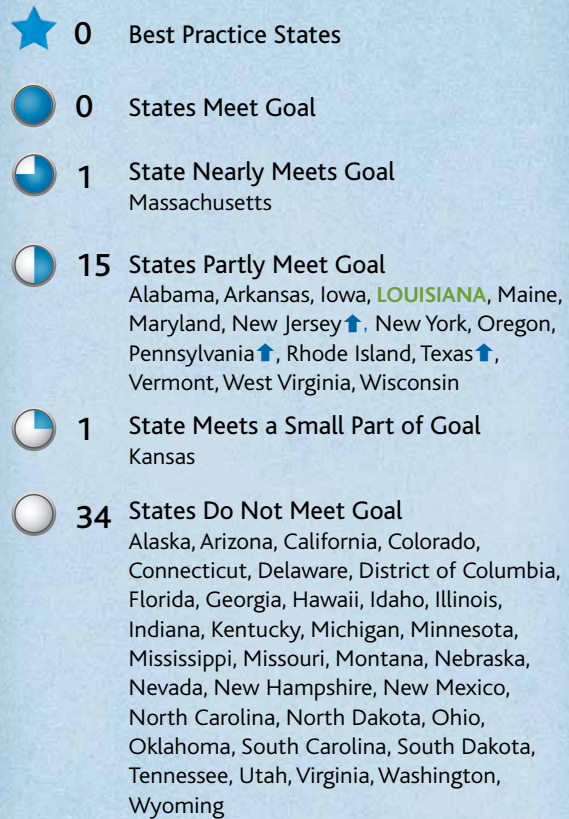 0 Best Practice States
0 States Meet Goal
1 State Nearly Meets Goal
Massachusetts
15 States Partly Meet Goal
Alabama, Arkansas, Iowa, LOUISIANA, Maine,
Maryland, New Jersey⬆, New York, Oregon,
Pennsylvania⬆, Rhode Island, Texas⬆,
Vermont, West Virginia, Wisconsin
1 State Meets a Small Part of Goal
Kansas
34 States Do Not Meet Goal
Alaska, Arizona, California, Colorado,
Connecticut, Delaware, District of Columbia,
Florida, Georgia, Hawaii, Idaho, Illinois,
Indiana, Kentucky, Michigan, Minnesota,
Mississippi, Missouri, Montana, Nebraska,
Nevada, New Hampshire, New Mexico,
North Carolina, North Dakota, Ohio,
Oklahoma, South Carolina, South Dakota,
Tennessee, Utah, Virginia, Washington,
Wyoming